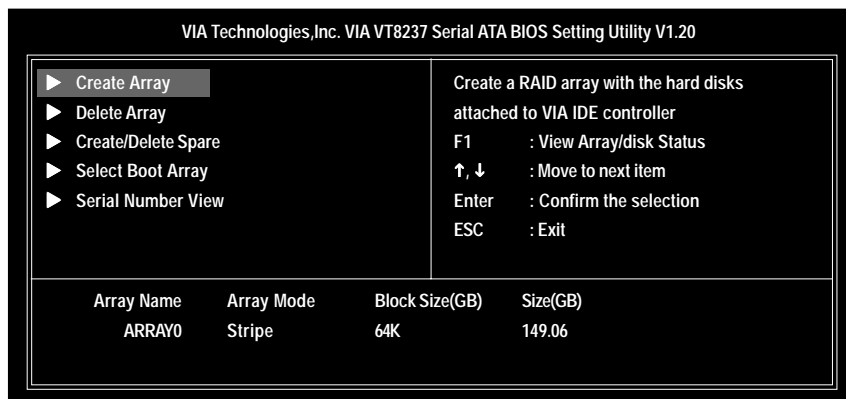 VIA Technologies,Inc. VIA VT8237 Serial ATA BIOS Setting Utility V1.20
Create Array
Delete Array
Create/Delete Spare
Select Boot Array
Serial Number View
Create a RAID array with the hard disks
attached to VIA IDE controller
F1 : View Array/disk Status
↑, ↓ : Move to next item
Enter : Confirm the selection
ESC : Exit
Array Name Array Mode Block Size(GB) Size(GB)
ARRAY0 Stripe 64K 149.06